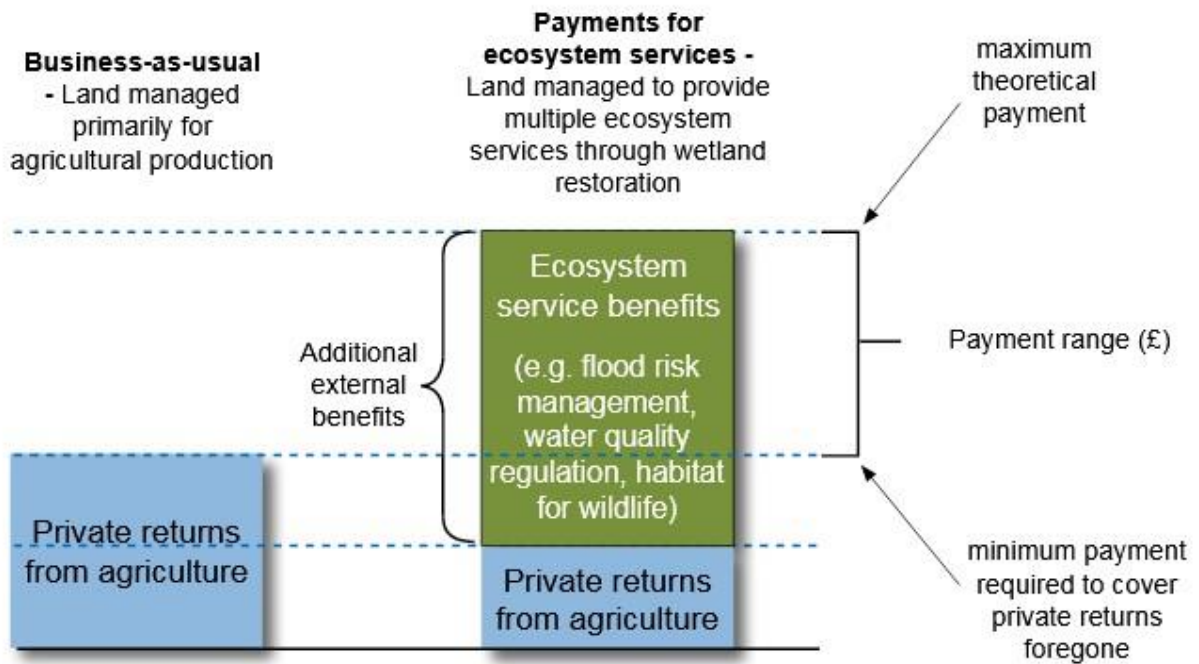 Business-as-usual
- Land managed
primarily for
agricultural production
Payments for
ecosystem services -
Land managed to provide
multiple ecosystem
services through wetland
restoration
maximum
theoretical
payment
Ecosystem
service benefits
(e.g. flood risk
management,
water quality
regulation, habitat
for wildlife)
Additional
external
benefits
Payment range (£)
Private returns
from agriculture
Private returns
from agriculture
minimum payment
required to cover
private returns
foregone